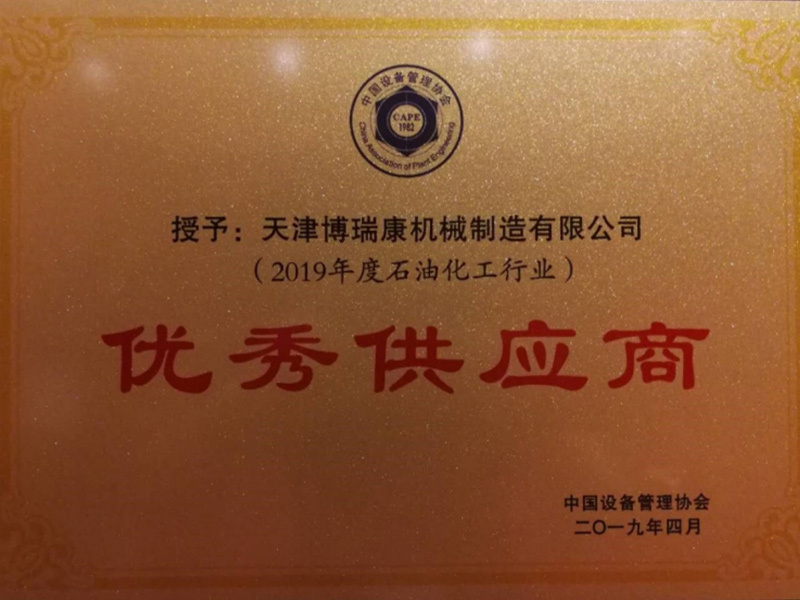 中国设备管理协会
CAPE
1982
China Association of Plant Engineering
授予：天津博瑞康机械制造有限公司
（2019年度石油化工行业）
优秀供应商
中国设备管理协会
二〇一九年四月